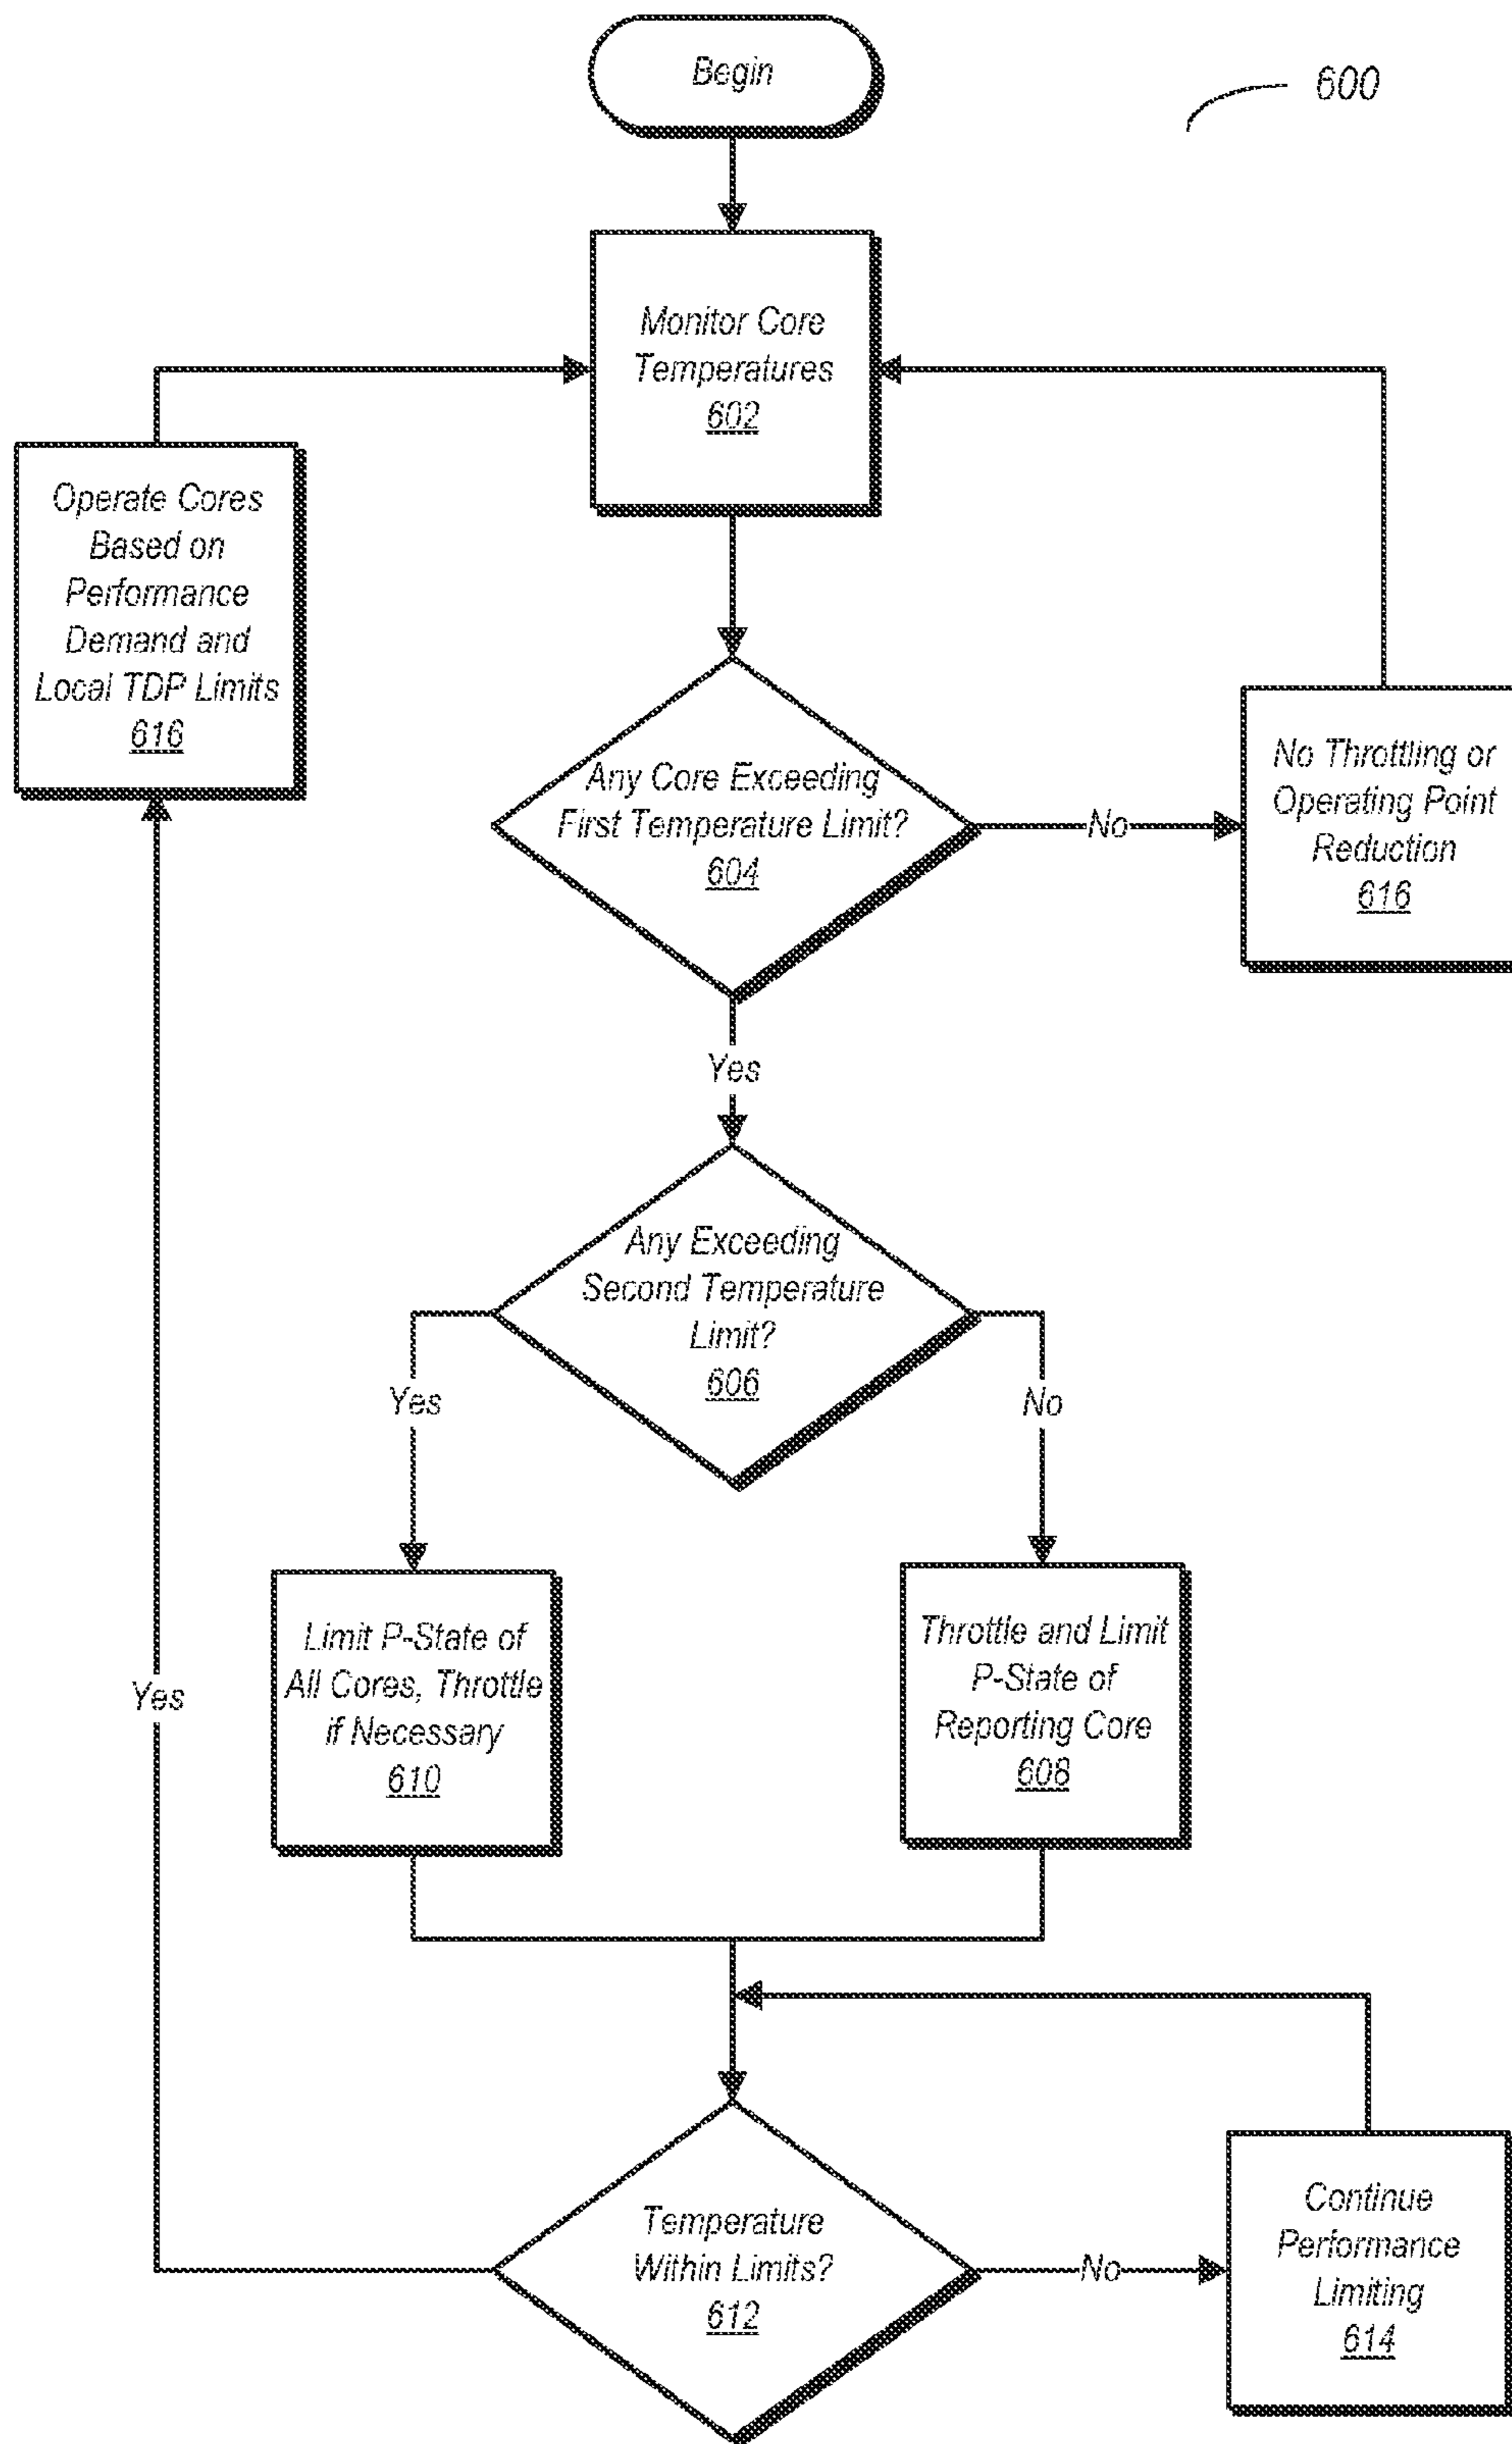 Begin
600
Monitor Core
Temperatures
602
Operate Cores
Based on
Performance
Demand and
Local TDP Limits
616
Any Core Exceeding
First Temperature Limit?
604
No
No Throttling or
Operating Point
Reduction
616
Yes
Any Exceeding
Second Temperature
Limit?
606
Yes
No
Limit P-State of
All Cores, Throttle
if Necessary
610
Throttle and Limit
P-State of
Reporting Core
608
Yes
Temperature
Within Limits?
612
No
Continue
Performance
Limiting
614